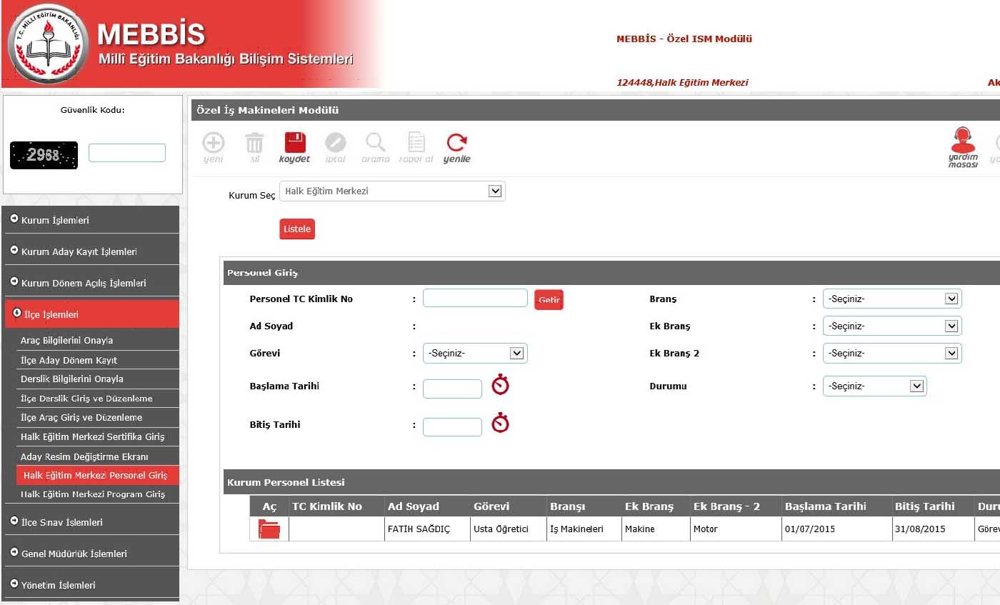 T.C. MİLLİ EĞİTİM BAKANLIĞI
MEBBİS
Millî Eğitim Bakanlığı Bilişim Sistemleri
MEBBİS - Özel ISM Modülü
124448,Halk Eğitim Merkezi
Ak
Güvenlik Kodu:
2968
Kurum İşlemleri
Kurum Aday Kayıt İşlemleri
Kurum Dönem Açılış İşlemleri
İlçe İşlemleri
Araç Bilgilerini Onayla
İlçe Aday Dönem Kayıt
Derslik Bilgilerini Onayla
İlçe Derslik Giriş ve Düzenleme
İlçe Araç Giriş ve Düzenleme
Halk Eğitim Merkezi Sertifika Giriş
Aday Resim Değiştirme Ekranı
Halk Eğitim Merkezi Personel Giriş
Halk Eğitim Merkezi Program Giriş
İlce Sınav İşlemleri
Genel Müdürlük İşlemleri
Yönetim İşlemleri
Özel İş Makineleri Modülü
yeni sil kaydet iptal arama rapor al yenile yardım masası
Kurum Seç Halk Eğitim Merkezi
Listele
Personel Giriş
Personel TC Kimlik No : Getir Branş : -Seçiniz-
Ad Soyad : Ek Branş : -Seçiniz-
Görevi : -Seçiniz- Ek Branş 2 : -Seçiniz-
Başlama Tarihi : Durumu : -Seçiniz-
Bitiş Tarihi :
Kurum Personel Listesi
Aç TC Kimlik No Ad Soyad Görevi Branşı Ek Branş Ek Branş - 2 Başlama Tarihi Bitiş Tarihi Duru
FATİH SAĞDIÇ Usta Öğretici İş Makineleri Makine Motor 01/07/2015 31/08/2015 Görev